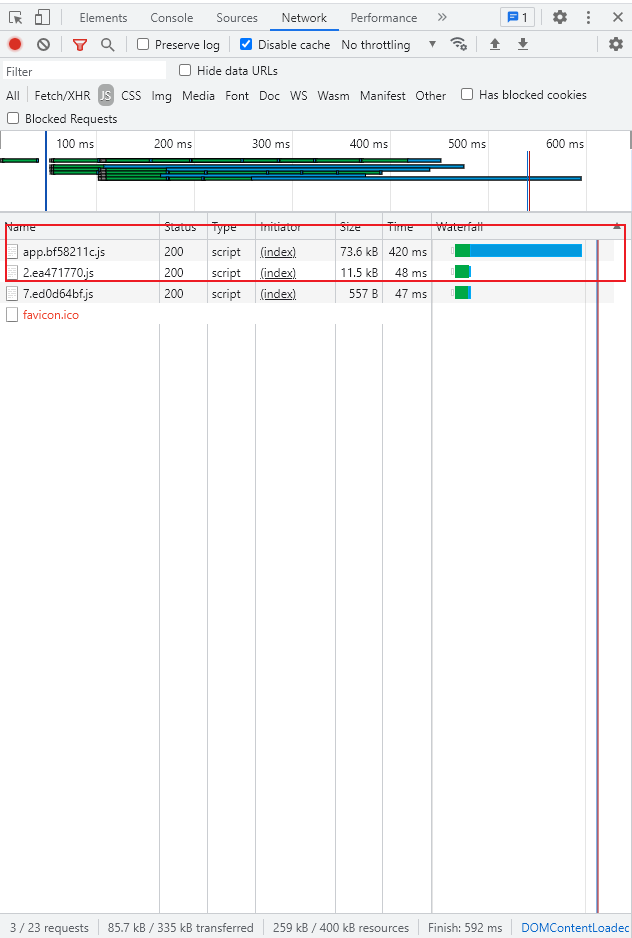 Elements Console Sources Network Performance » 1
Preserve log Disable cache No throttling
Filter Hide data URLs
All Fetch/XHR JS CSS Img Media Font Doc WS Wasm Manifest Other Has blocked cookies
Blocked Requests
100 ms 200 ms 300 ms 400 ms 500 ms 600 ms
Name Status Type Initiator Size Time Waterfall
app.bf58211c.js 200 script (index) 73.6 kB 420 ms
2.ea471770.js 200 script (index) 11.5 kB 48 ms
7.ed0d64bf.js 200 script (index) 557 B 47 ms
favicon.ico
3 / 23 requests 85.7 kB / 335 kB transferred 259 kB / 400 kB resources Finish: 592 ms DOMContentLoadec